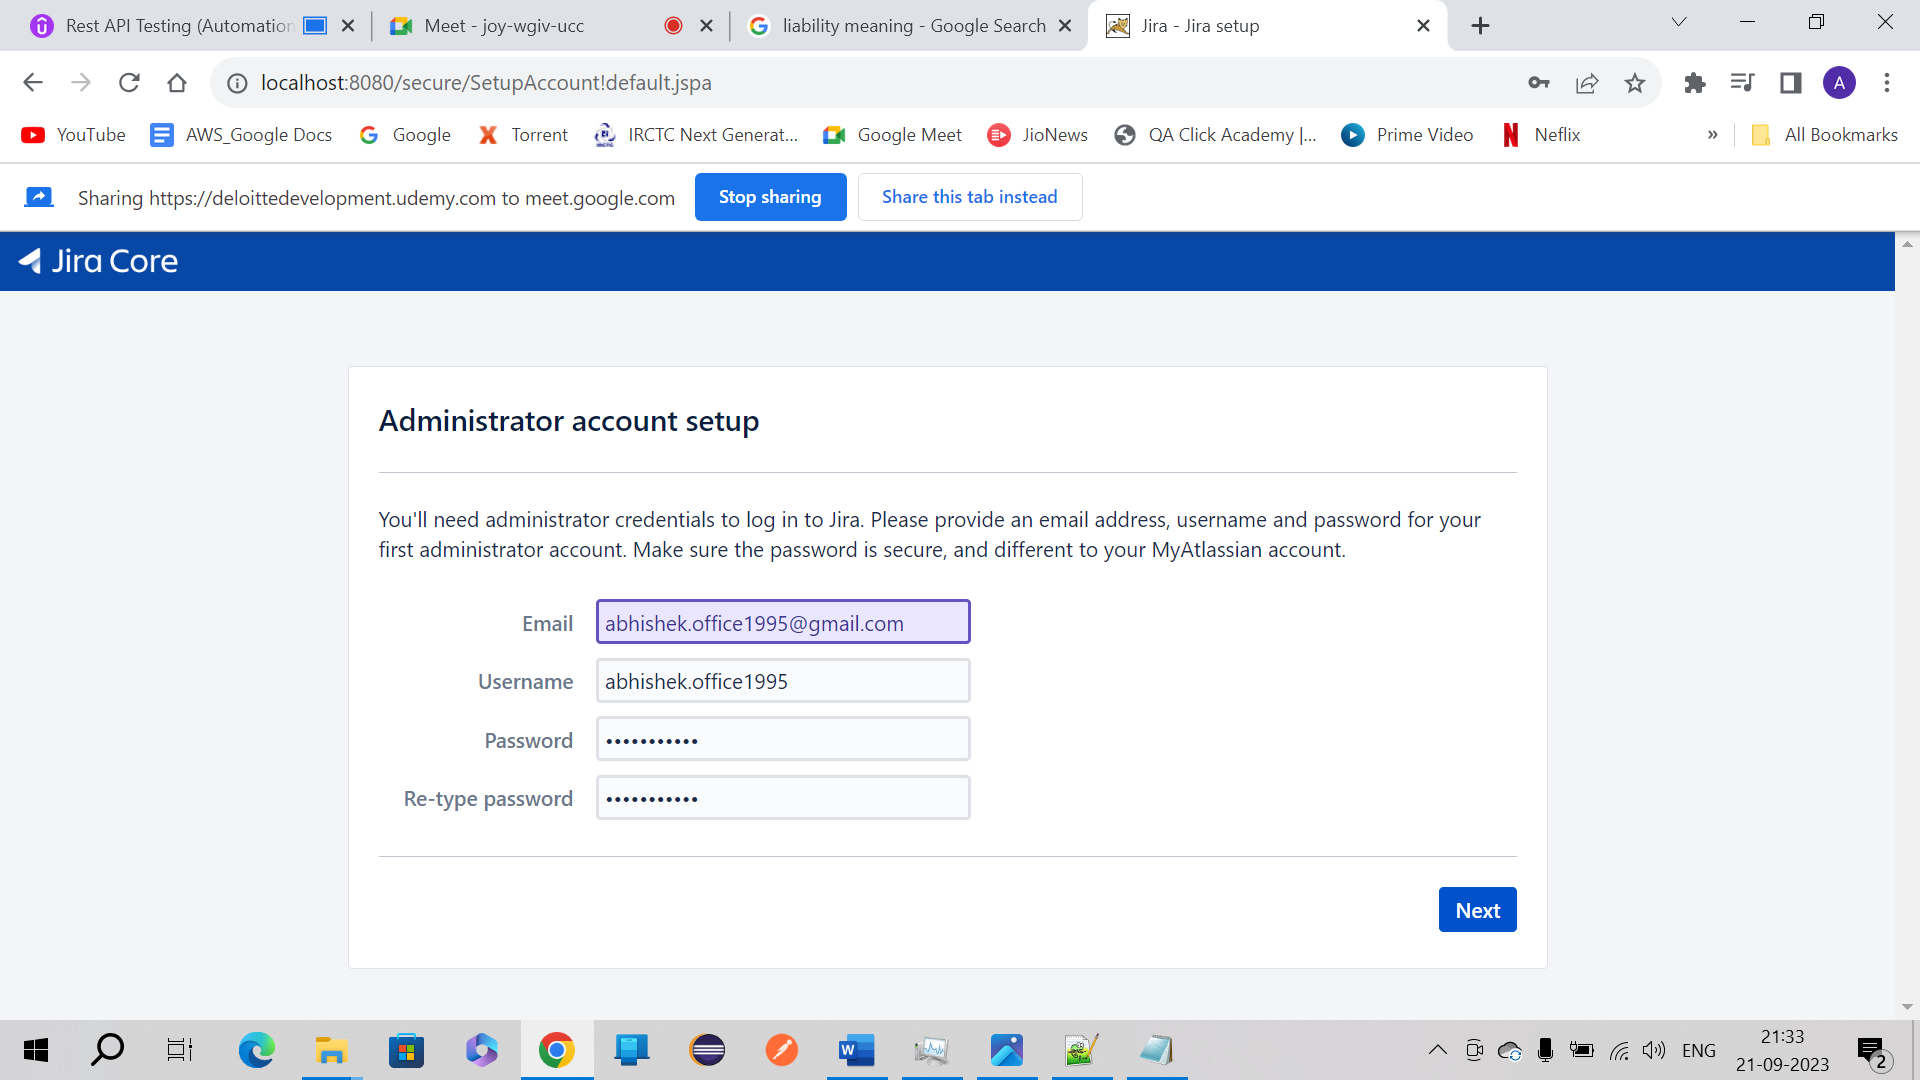 Rest API Testing (Automation
Meet - joy-wgiv-ucc
liability meaning - Google Search
Jira - Jira setup
localhost:8080/secure/SetupAccount!default.jspa
A
YouTube
AWS_Google Docs
Google
Torrent
IRCTC Next Generat...
Google Meet
JioNews
QA Click Academy |...
Prime Video
Neflix
»
All Bookmarks
Sharing https://deloittedevelopment.udemy.com to meet.google.com
Stop sharing
Share this tab instead
Jira Core
Administrator account setup
You'll need administrator credentials to log in to Jira. Please provide an email address, username and password for your
first administrator account. Make sure the password is secure, and different to your MyAtlassian account.
Email
abhishek.office1995@gmail.com
Username
abhishek.office1995
Password
•••••••••••
Re-type password
•••••••••••
Next
ENG
21:33
21-09-2023
2